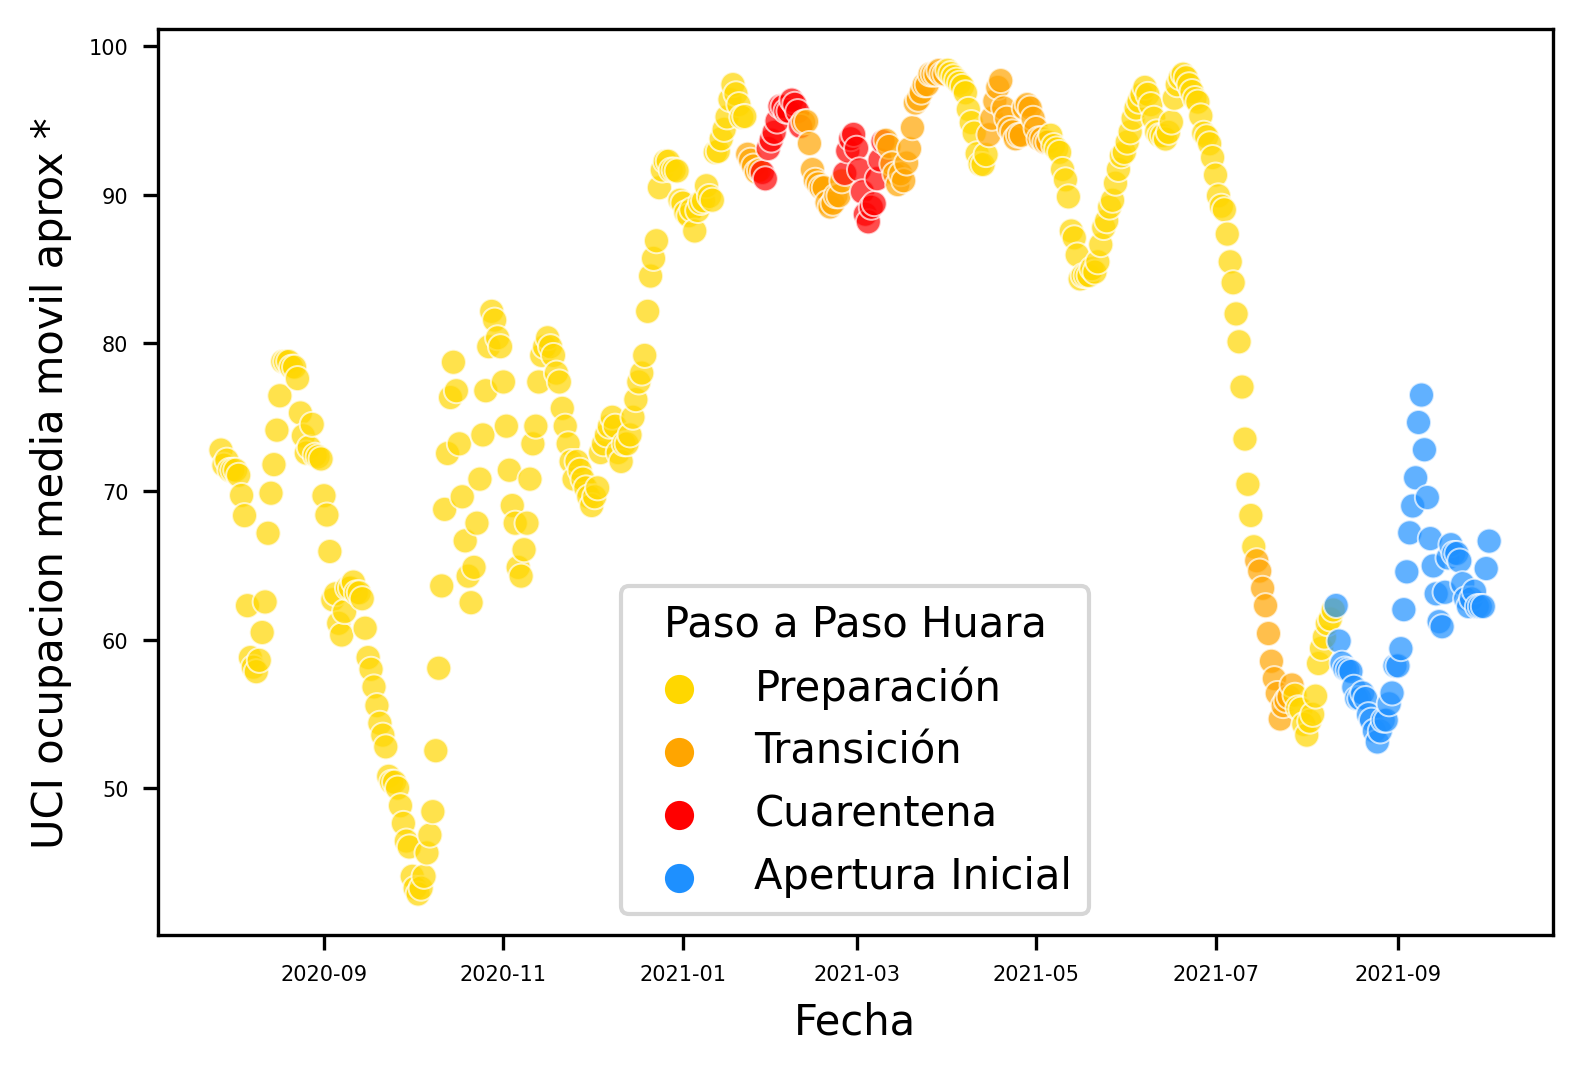 100
90
80
70
60
50
UCI ocupacion media movil aprox *
Paso a Paso Huara
Preparación
Transición
Cuarentena
Apertura Inicial
2020-09
2020-11
2021-01
2021-03
2021-05
2021-07
2021-09
Fecha